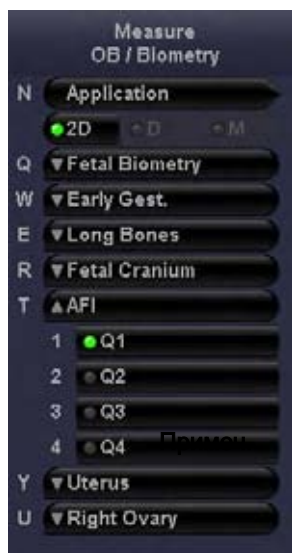 Measure
OB / Biometry
N Application
2D D M
Q Fetal Biometry
W Early Gest.
E Long Bones
R Fetal Cranium
T AFI
1 Q1
2 Q2
3 Q3
4 Q4
Y Uterus
U Right Ovary